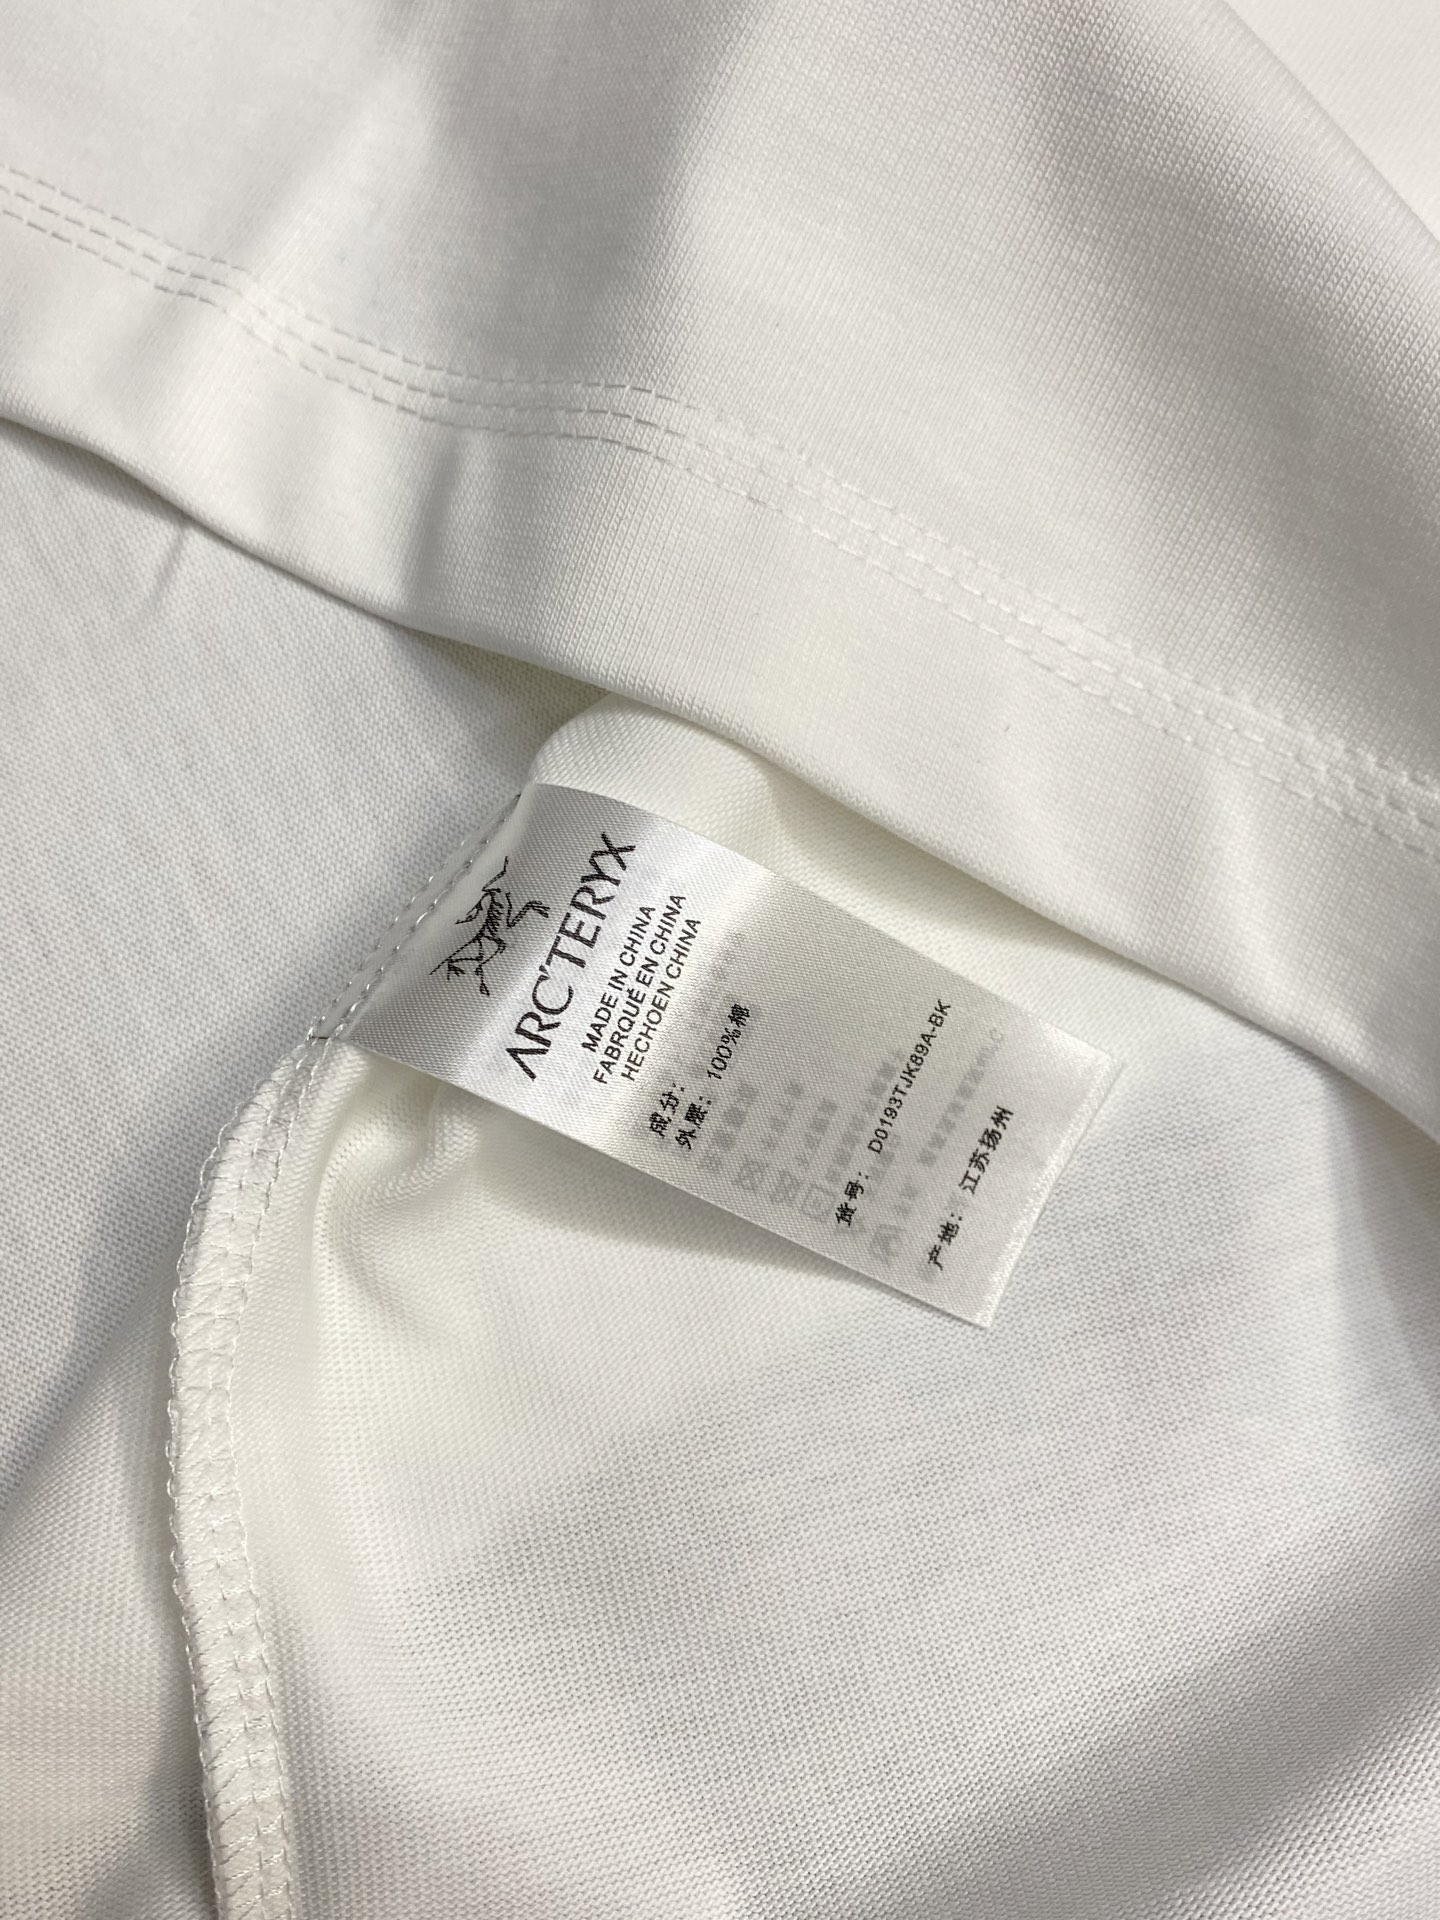 ARC'TERYX
MADE IN CHINA
FABRQUÉ EN CHINA
HECHOEN CHINA
成分：
外层： 100%棉
货号： D0193TJK89A-BK
产地： 江苏扬州